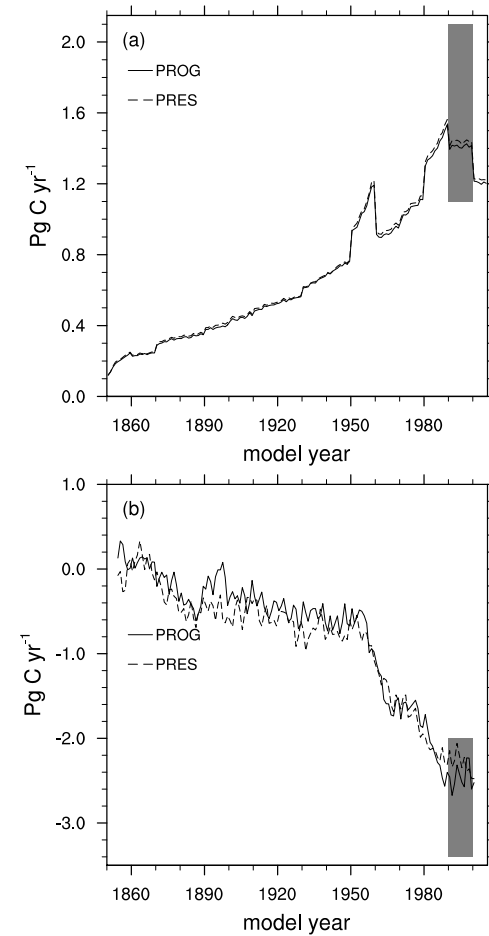 (a)
PROG
PRES
2.0
1.6
1.2
0.8
0.4
0.0
Pg C yr-1
1860 1890 1920 1950 1980
model year
(b)
PROG
PRES
1.0
0.0
-1.0
-2.0
-3.0
Pg C yr-1
1860 1890 1920 1950 1980
model year